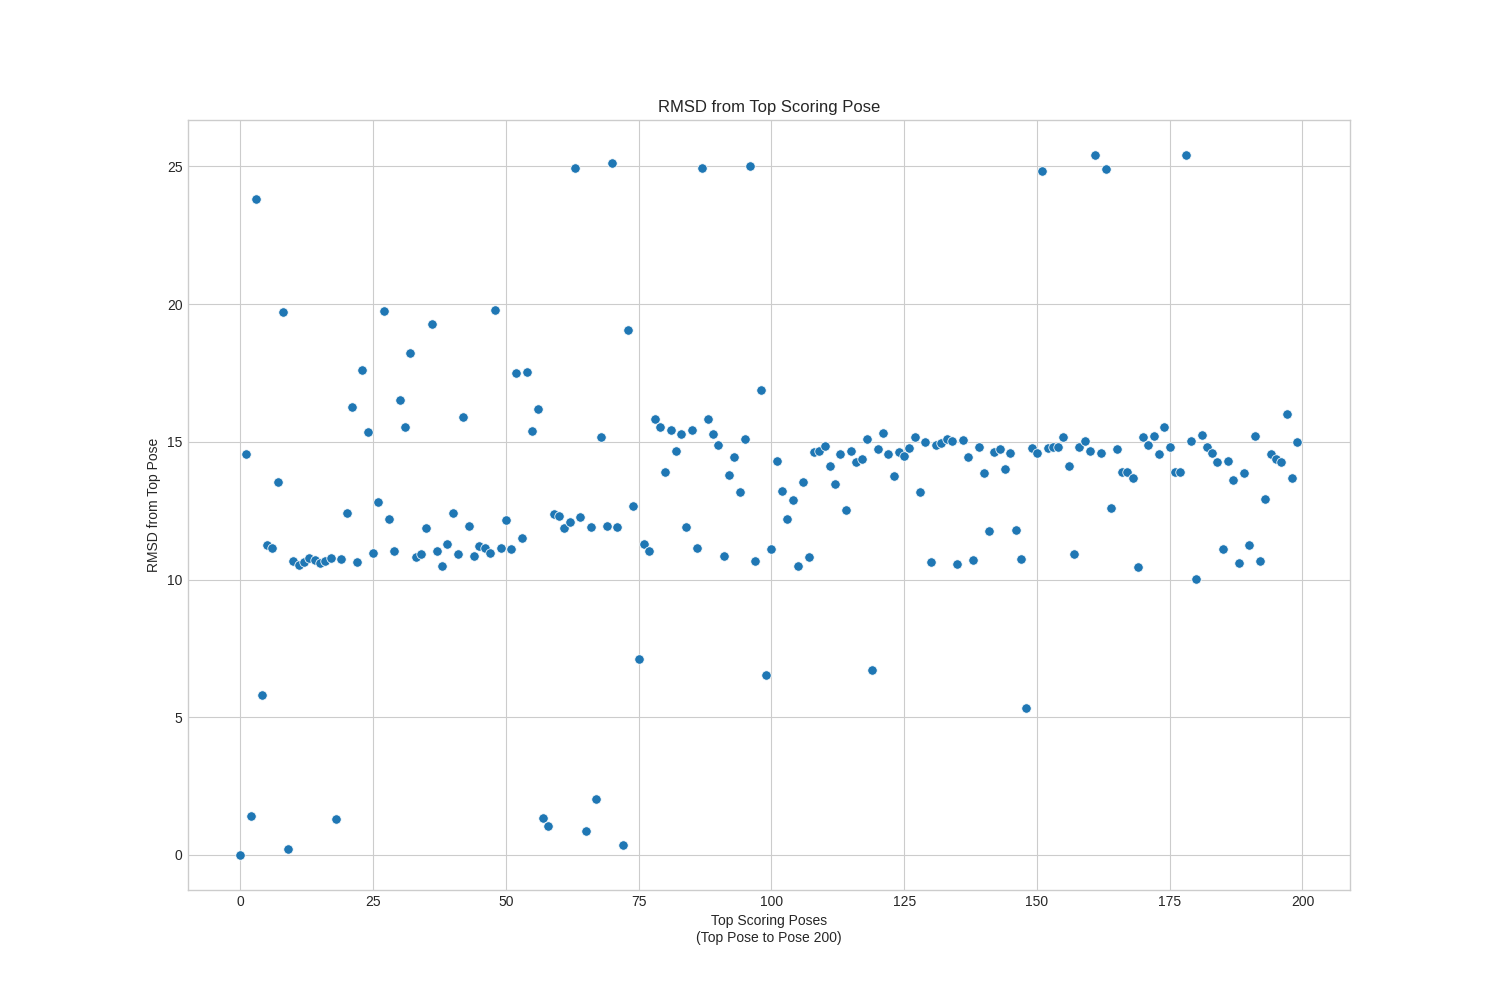 RMSD from Top Scoring Pose
RMSD from Top Pose
25
20
15
10
5
0
0 25 50 75 100 125 150 175 200
Top Scoring Poses
(Top Pose to Pose 200)